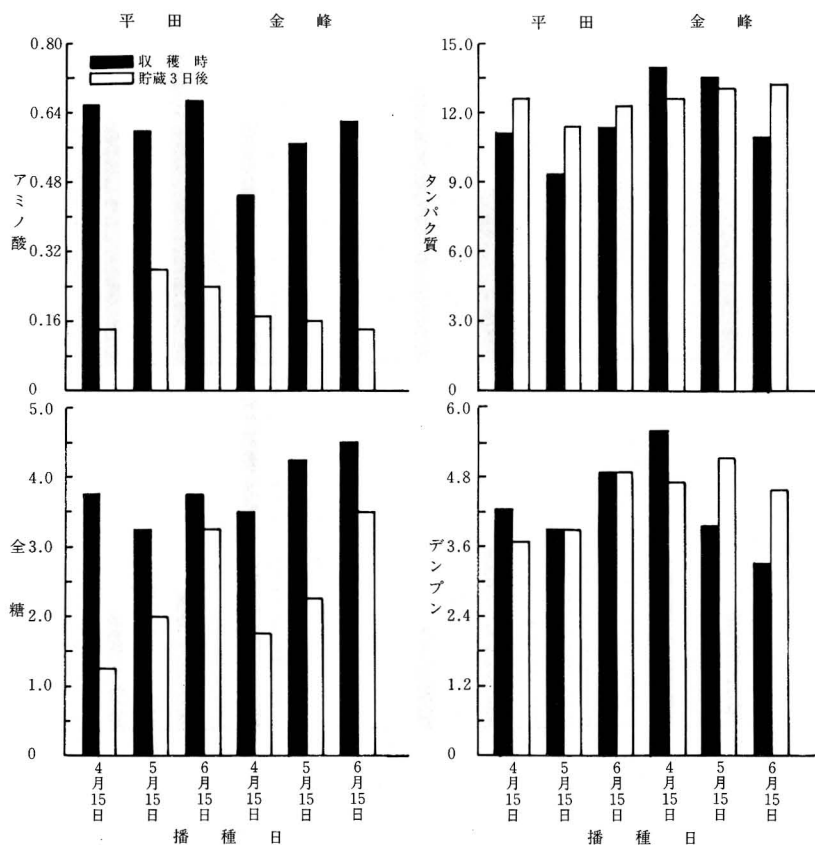 平田 金峰
0.80
収穫時
貯蔵3日後
0.64
0.48
0.32
0.16
0
アミノ酸
平田 金峰
15.0
12.0
9.0
6.0
3.0
0
タンパク質
5.0
4.0
3.0
2.0
1.0
0
全糖
4月15日 5月15日 6月15日 4月15日 5月15日 6月15日
播種日
6.0
4.8
3.6
2.4
1.2
0
デンプン
4月15日 5月15日 6月15日 4月15日 5月15日 6月15日
播種日